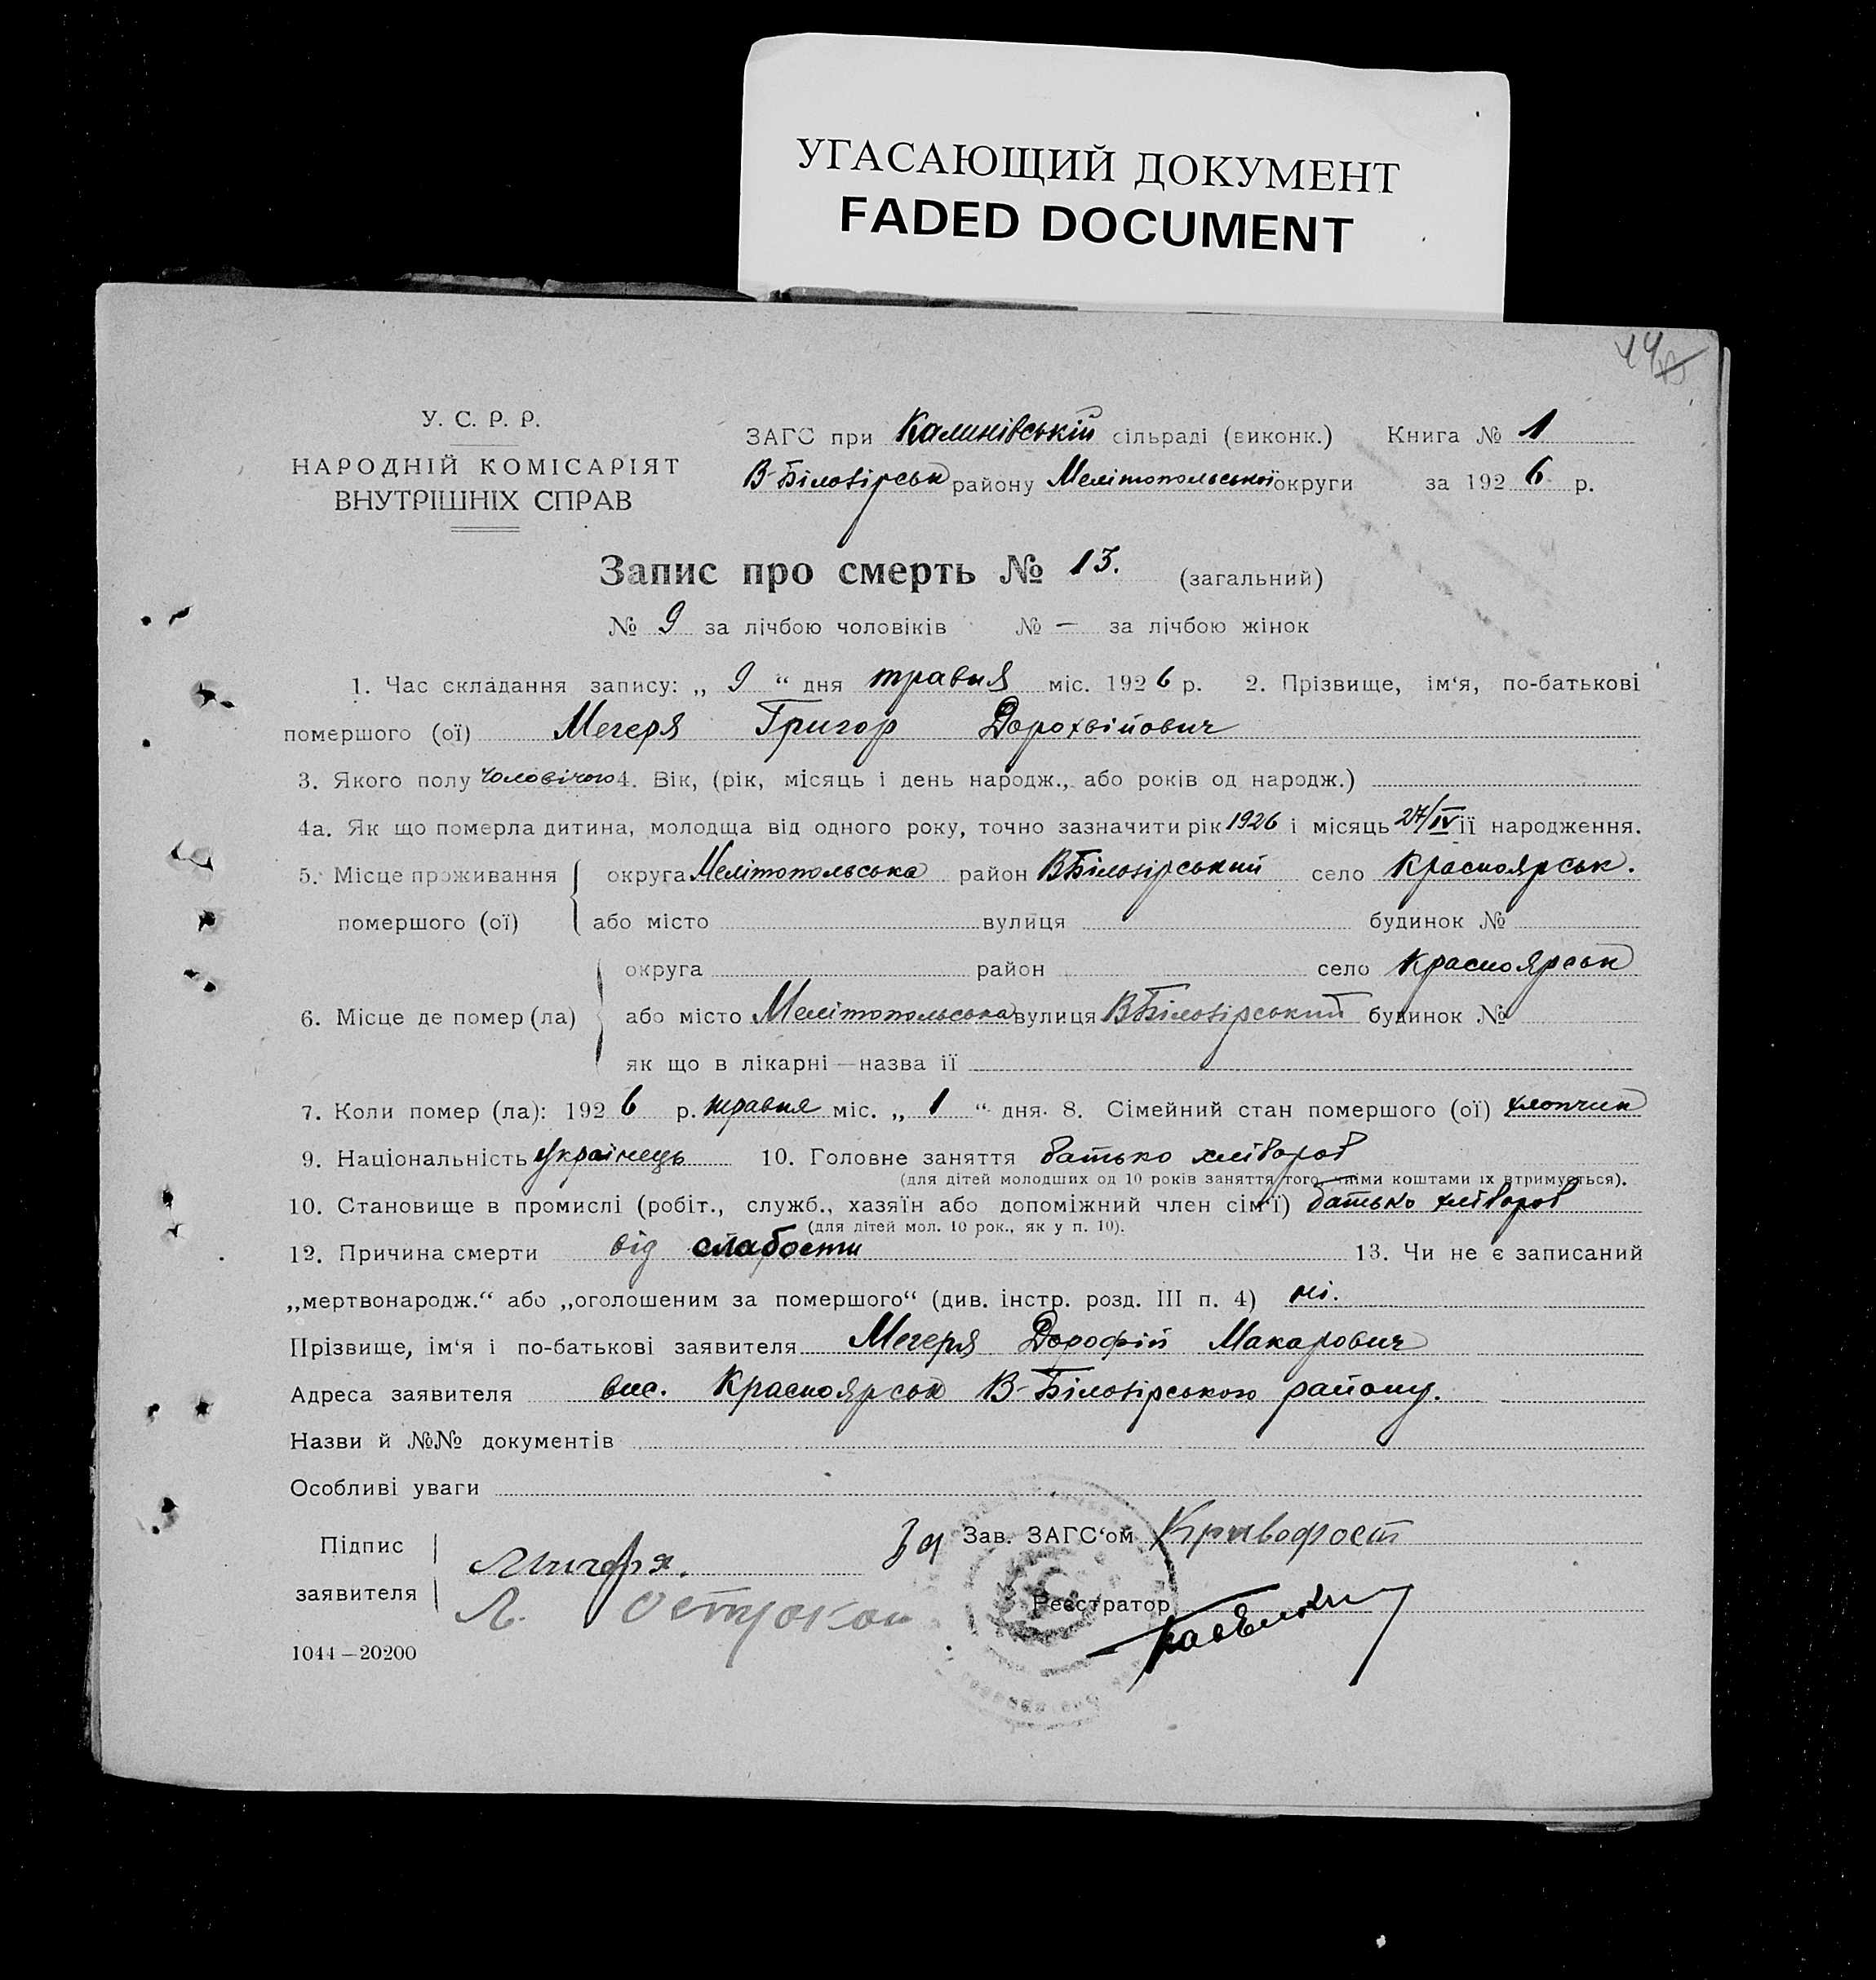 УГАСАЮЩИЙ ДОКУМЕНТ
FADED DOCUMENT
У. С. Р. Р.
НАРОДНІЙ КОМІСАРІЯТ
ВНУТРІШНІХ СПРАВ
ЗАГС при Калинівській сільраді (виконк.) Книга № 1
В-Білозірськ району Мелітопольської округи за 1926 р.
Запис про смерть № 13. (загальний)
№ 9 за лічбою чоловіків № — за лічбою жінок
1. Час складання запису: „ 9 “ дня травня міс. 1926 р. 2. Прізвище, ім‘я, по-батькові
помершого (ої) Мегеря Григор Дорохвійович
3. Якого полу чоловічого 4. Вік, (рік, місяць і день народж., або років од народж.)
4а. Як що померла дитина, молодща від одного року, точно зазначити рік 1926 і місяць 27/IV її народження.
5. Місце проживання округа Мелітопольська район ВБілозірський село Красноярськ.
помершого (ої) або місто вулиця будинок №
округа район село Красноярськ
6. Місце де помер (ла) або місто Мелітопольська вулиця ВБілозірський будинок №
як що в лікарні — назва її
7. Коли помер (ла): 1926 р. травня міс. „ 1 “ дня. 8. Сімейний стан помершого (ої) хлопчик
9. Національність Українець 10. Головне заняття батько хлібороб
(для дітей молодших од 10 років заняття того, чиїми коштами їх втримується).
10. Становище в промислі (робіт., служб., хазяїн або допоміжний член сім‘ї) батько хлібороб
(для дітей мол. 10 рок., як у п. 10).
12. Причина смерти від слабости 13. Чи не є записаний
„мертвонародж.“ або „оголошеним за помершого“ (див. інстр. розд. III п. 4) ні.
Прізвище, ім‘я і по-батькові заявителя Мегеря Дорофій Макарович
Адреса заявителя вис. Красноярськ В-Білозірського району.
Назви й №№ документів
Особливі уваги
Підпис За Зав. ЗАГС‘ом Кривофост
заявителя Мигеря. Реєстратор
Л.
1044—20200